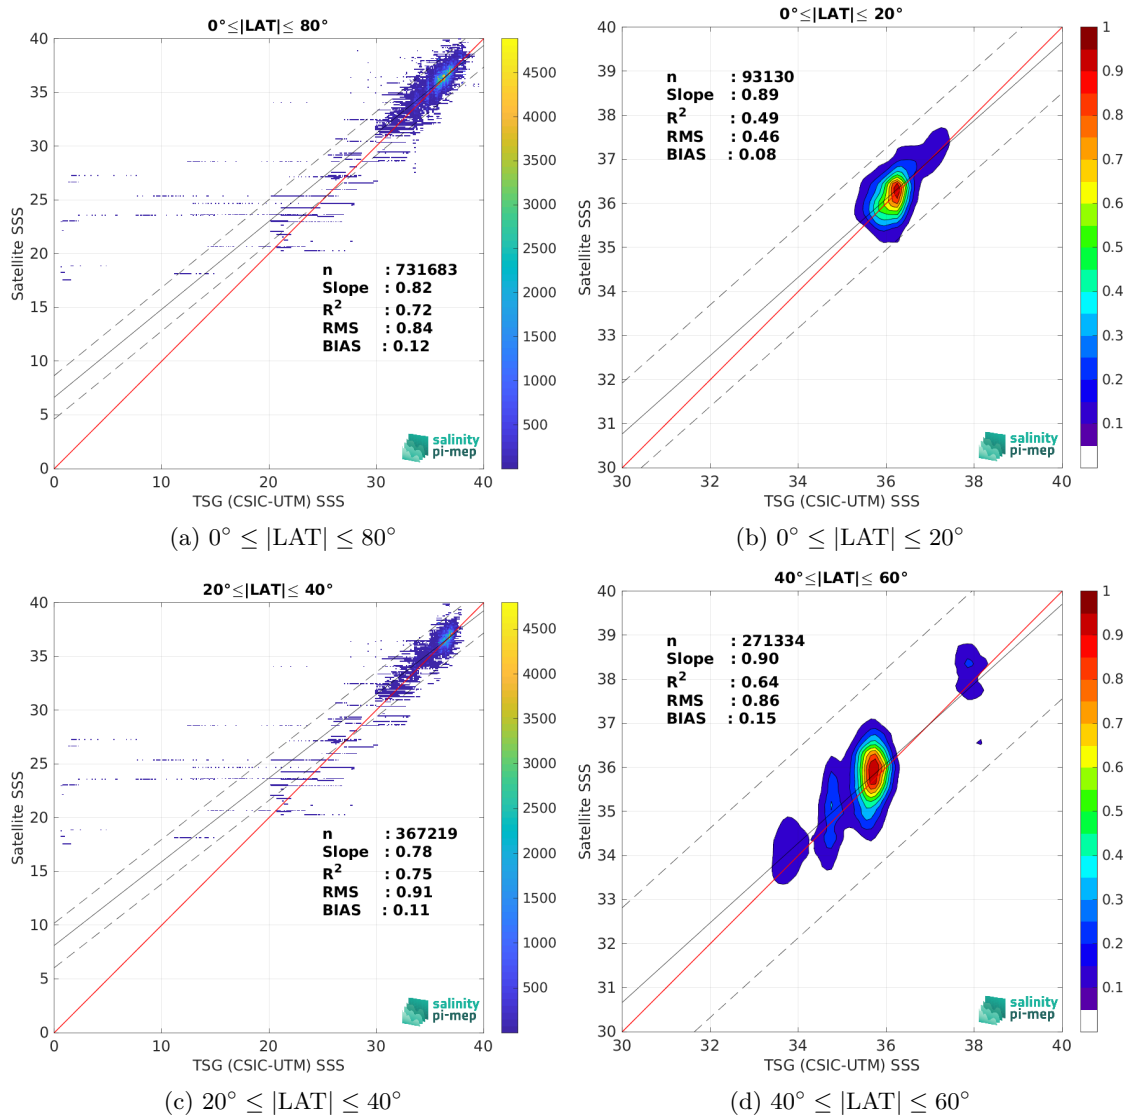 0°≤|LAT|≤ 80°
40
35
30
25
20
15
10
5
0
Satellite SSS
n : 731683
Slope : 0.82
R² : 0.72
RMS : 0.84
BIAS : 0.12
salinity
pi-mep
0 10 20 30 40
TSG (CSIC-UTM) SSS
4500
4000
3500
3000
2500
2000
1500
1000
500
(a) 0° ≤ |LAT| ≤ 80°
0°≤|LAT|≤ 20°
40
39
38
37
36
35
34
33
32
31
30
Satellite SSS
n : 93130
Slope : 0.89
R² : 0.49
RMS : 0.46
BIAS : 0.08
salinity
pi-mep
30 32 34 36 38 40
TSG (CSIC-UTM) SSS
1
0.9
0.8
0.7
0.6
0.5
0.4
0.3
0.2
0.1
(b) 0° ≤ |LAT| ≤ 20°
20°≤|LAT|≤ 40°
40
35
30
25
20
15
10
5
0
Satellite SSS
n : 367219
Slope : 0.78
R² : 0.75
RMS : 0.91
BIAS : 0.11
salinity
pi-mep
0 10 20 30 40
TSG (CSIC-UTM) SSS
4500
4000
3500
3000
2500
2000
1500
1000
500
(c) 20° ≤ |LAT| ≤ 40°
40°≤|LAT|≤ 60°
40
39
38
37
36
35
34
33
32
31
30
Satellite SSS
n : 271334
Slope : 0.90
R² : 0.64
RMS : 0.86
BIAS : 0.15
salinity
pi-mep
30 32 34 36 38 40
TSG (CSIC-UTM) SSS
1
0.9
0.8
0.7
0.6
0.5
0.4
0.3
0.2
0.1
(d) 40° ≤ |LAT| ≤ 60°